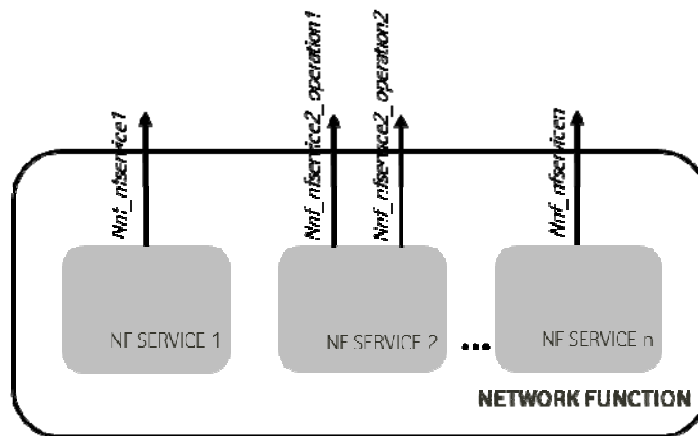 Nnf_nfservice1
Nnf_nfservice2_operation1
Nnf_nfservice2_operation2
Nnf_nfservicen
NF SERVICE 1
NF SERVICE 2
...
NF SERVICE n
NETWORK FUNCTION